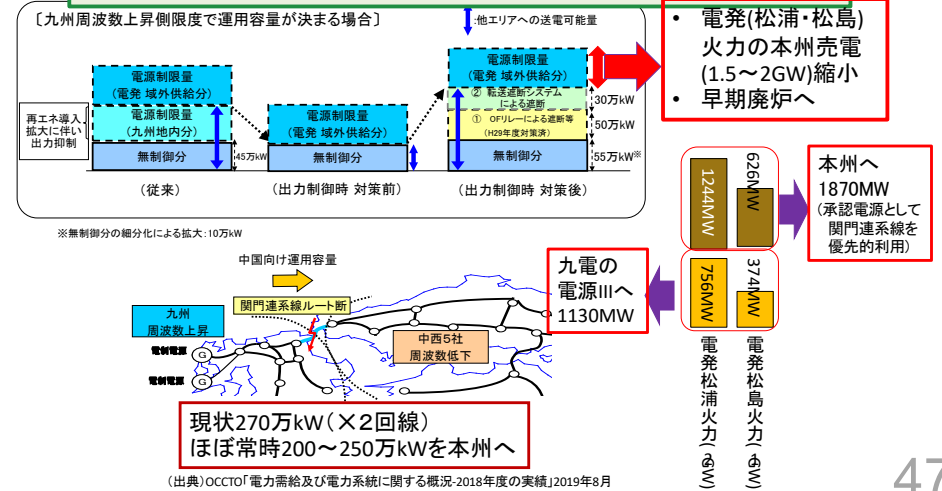 〔九州周波数上昇側限度で運用容量が決まる場合〕
:他エリアへの送電可能量
再エネ導入
拡大に伴い
出力抑制
電源制限量
(電発 域外供給分)
電源制限量
(九州地内分)
無制御分
45万kW
(従来)
電源制限量
(電発 域外供給分)
無制御分
(出力制御時 対策前)
電源制限量
(電発 域外供給分)
② 転送遮断システム
による遮断
① OFリレーによる遮断等
(H29年度対策済)
無制御分
30万kW
50万kW
55万kW※
(出力制御時 対策後)
• 電発(松浦・松島)
火力の本州売電
(1.5~2GW)縮小
• 早期廃炉へ
※無制御分の細分化による拡大:10万kW
1244MW
626MW
本州へ
1870MW
(承認電源として
関門連系線を
優先的利用)
756MW
374MW
九電の
電源IIIへ
1130MW
電発松浦火力(2GW)
電発松島火力(1GW)
中国向け運用容量
関門連系線ルート断
九州
周波数上昇
電制電源
G
電制電源
G
中西5社
周波数低下
現状270万kW(×2回線)
ほぼ常時200~250万kWを本州へ
(出典)OCCTO「電力需給及び電力系統に関する概況-2018年度の実績」2019年8月
47